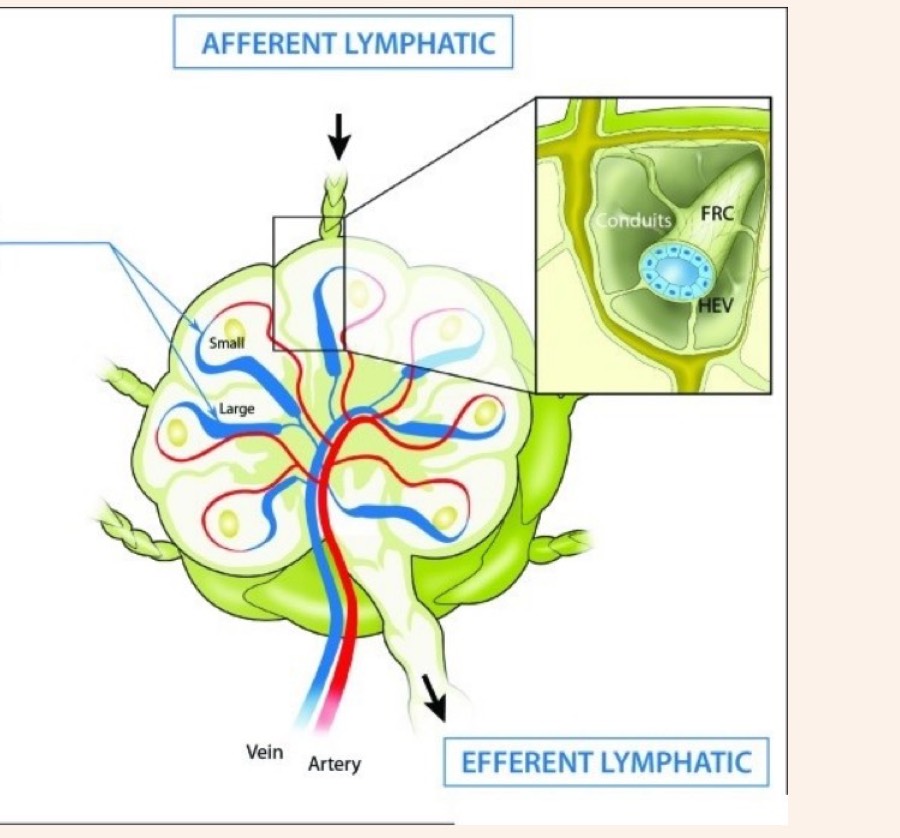 AFFERENT LYMPHATIC
Conduits
FRC
HEV
Small
Large
Vein
Artery
EFFERENT LYMPHATIC